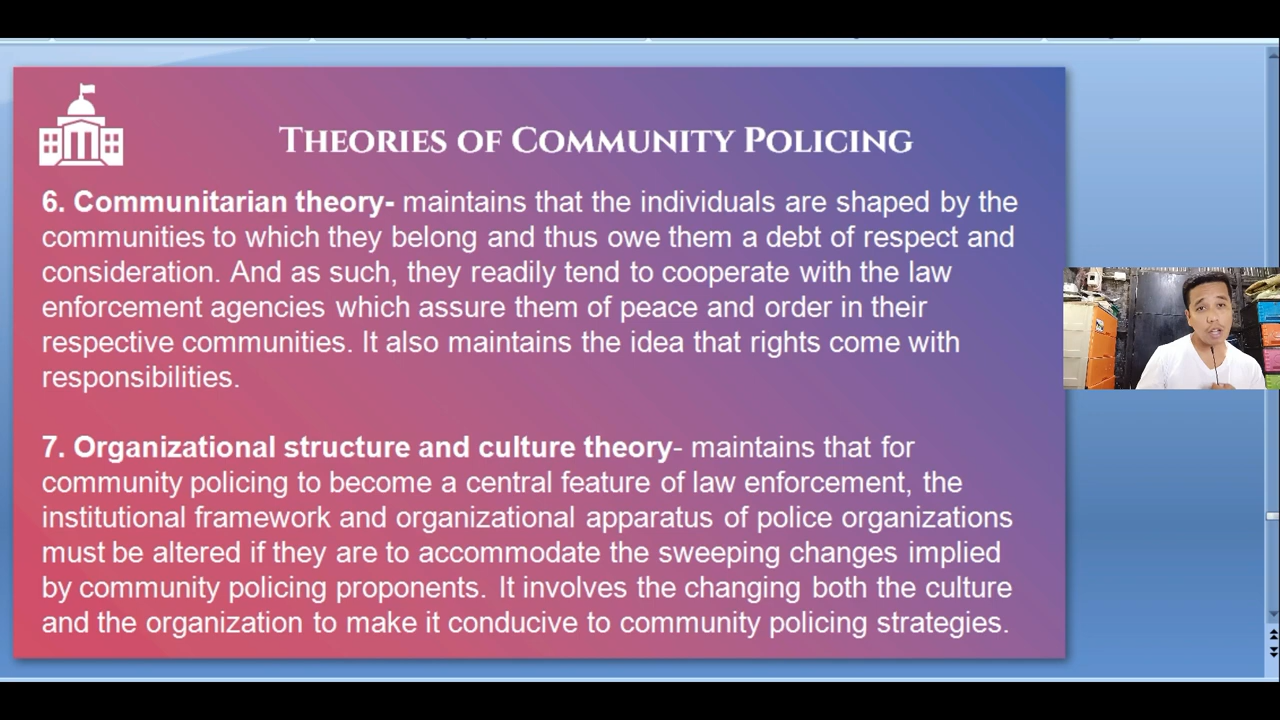 THEORIES OF COMMUNITY POLICING
6. Communitarian theory- maintains that the individuals are shaped by the
communities to which they belong and thus owe them a debt of respect and
consideration. And as such, they readily tend to cooperate with the law
enforcement agencies which assure them of peace and order in their
respective communities. It also maintains the idea that rights come with
responsibilities.
7. Organizational structure and culture theory- maintains that for
community policing to become a central feature of law enforcement, the
institutional framework and organizational apparatus of police organizations
must be altered if they are to accommodate the sweeping changes implied
by community policing proponents. It involves the changing both the culture
and the organization to make it conducive to community policing strategies.